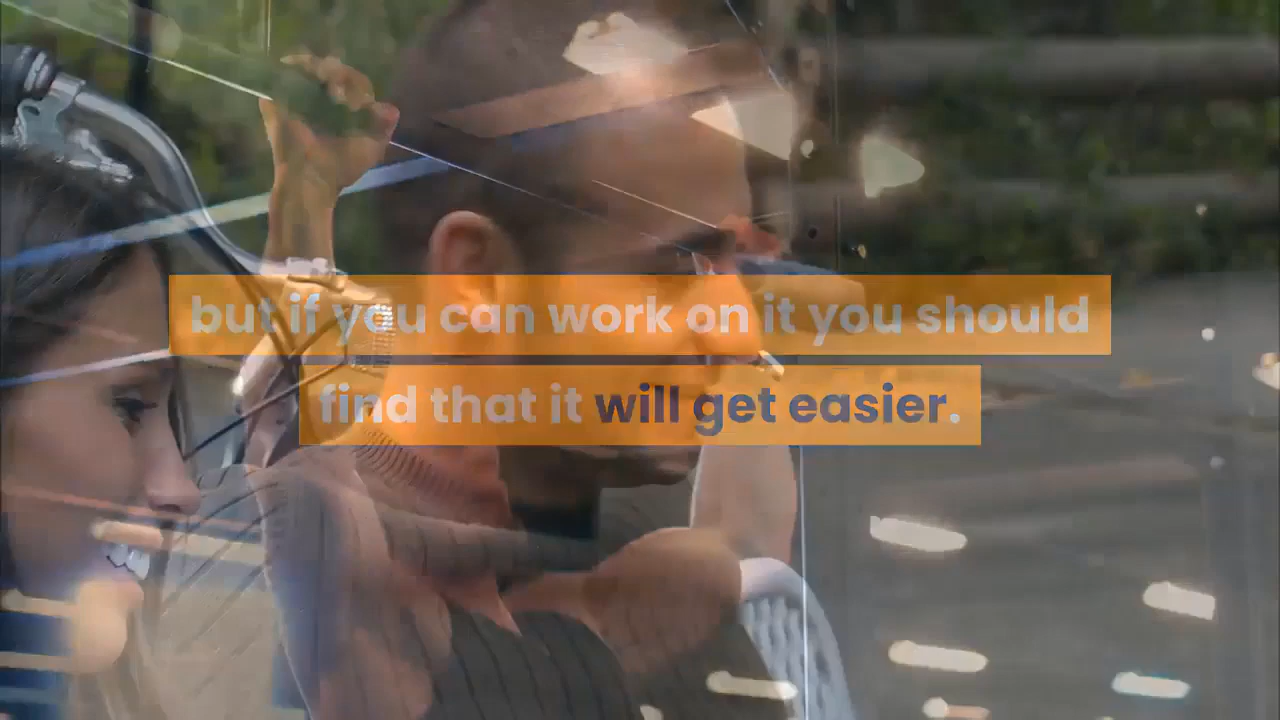 but if you can work on it you should
find that it will get easier.